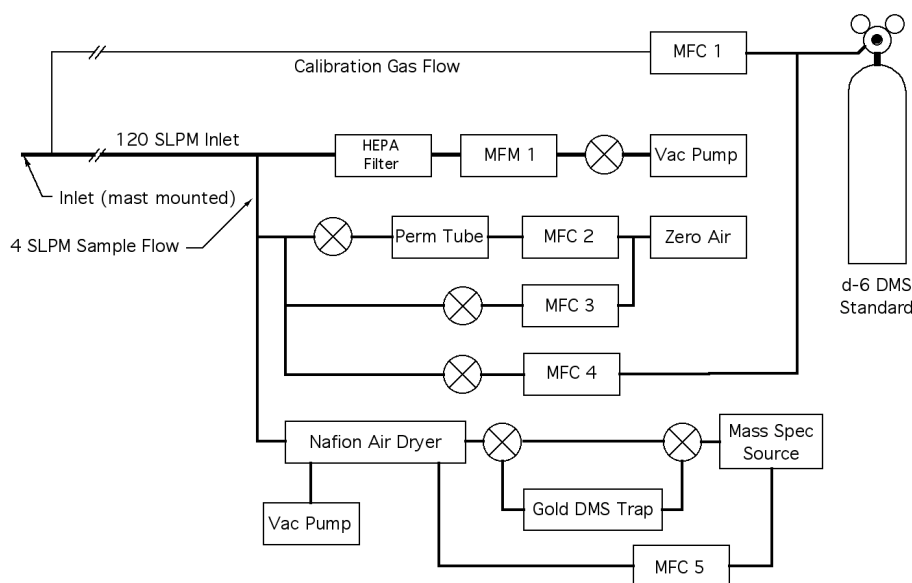 MFC 1
Calibration Gas Flow
120 SLPM Inlet
HEPA
Filter
MFM 1
Vac Pump
Inlet (mast mounted)
4 SLPM Sample Flow
Perm Tube
MFC 2
Zero Air
d-6 DMS
Standard
MFC 3
MFC 4
Nafion Air Dryer
Mass Spec
Source
Vac Pump
Gold DMS Trap
MFC 5